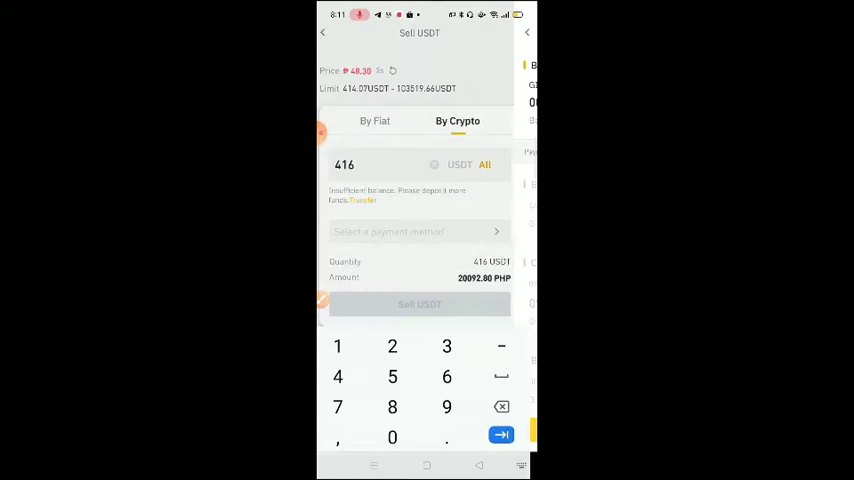 8:11
Sell USDT
Price ₱ 48.30 2s
Limit 414.07USDT - 103519.66USDT
By Fiat By Crypto
416 USDT All
Insufficient balance. Please deposit more
funds.Transfer
Select a payment method
Quantity 416 USDT
Amount 20092.80 PHP
Sell USDT
1 2 3 -
4 5 6
7 8 9
, 0 .